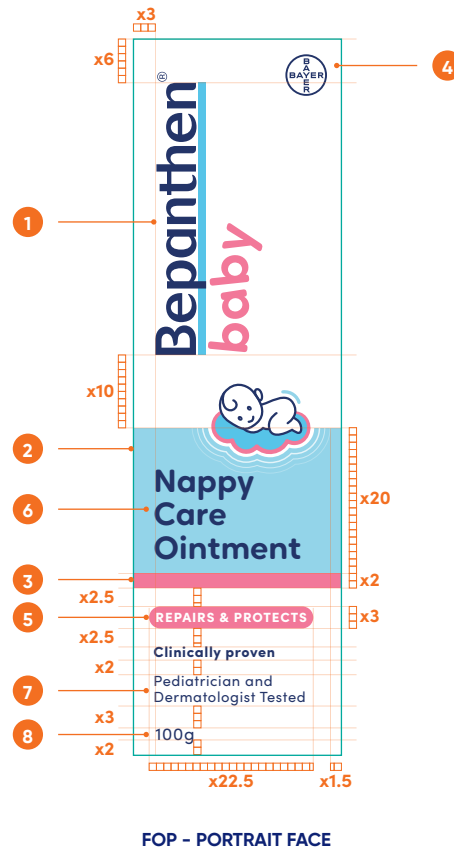 x3
x6
BAYER
BAYER
4
Bepanthen®
baby
1
x10
2
Nappy
Care
Ointment
6
x20
3
x2
x2.5
5
REPAIRS & PROTECTS
x3
x2.5
Clinically proven
x2
7
Pediatrician and
Dermatologist Tested
x3
8
100g
x2
x22.5
x1.5
FOP - PORTRAIT FACE